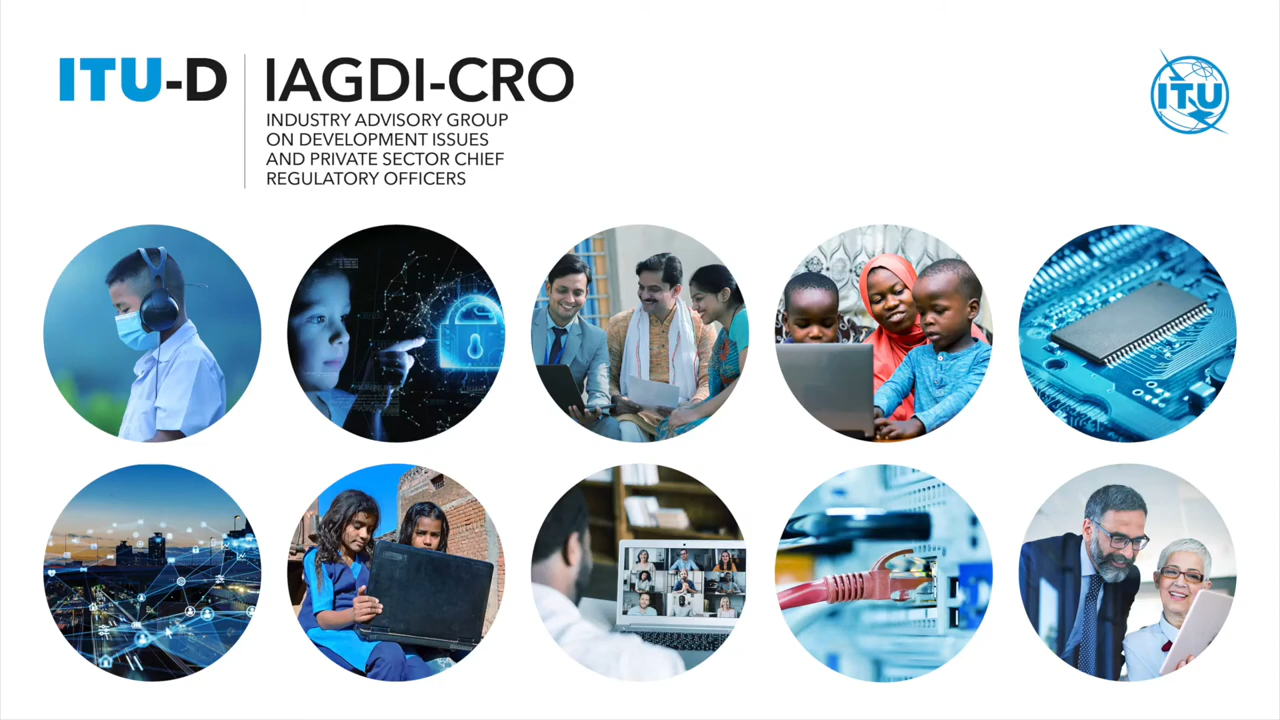 ITU-D
IAGDI-CRO
INDUSTRY ADVISORY GROUP
ON DEVELOPMENT ISSUES
AND PRIVATE SECTOR CHIEF
REGULATORY OFFICERS
ITU